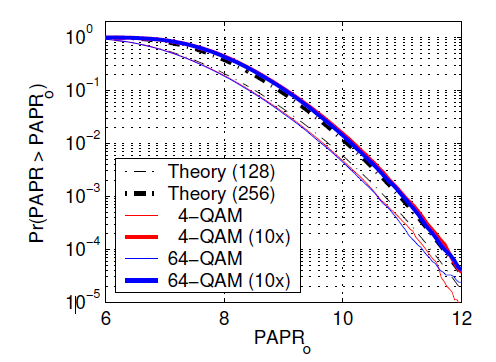 10^0
10^-1
10^-2
10^-3
10^-4
10^-5
Pr(PAPR > PAPR_o)
Theory (128)
Theory (256)
4-QAM
4-QAM (10x)
64-QAM
64-QAM (10x)
6 8 10 12
PAPR_o